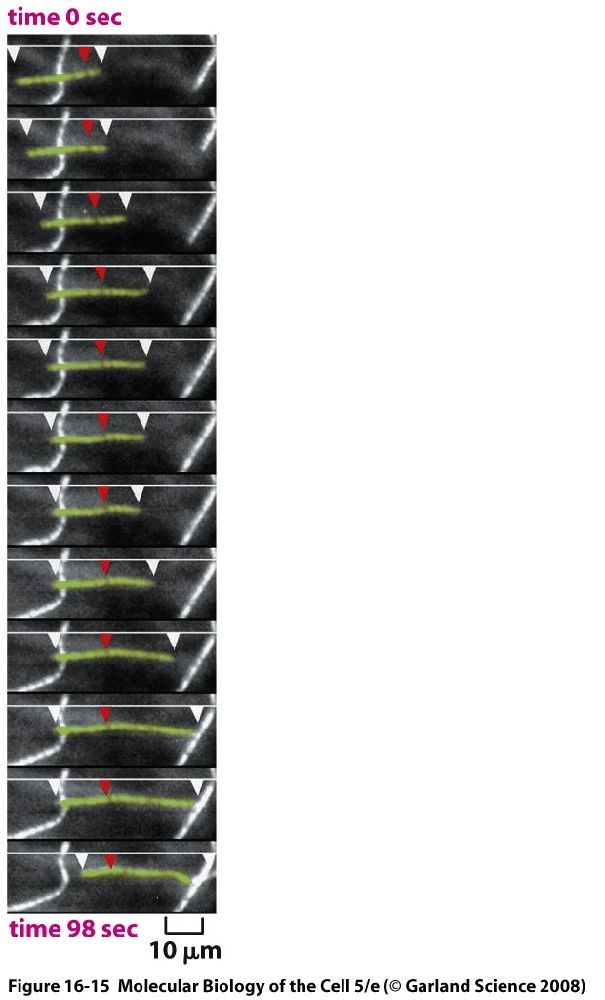 time 0 sec
time 98 sec
10 μm
Figure 16-15 Molecular Biology of the Cell 5/e (© Garland Science 2008)